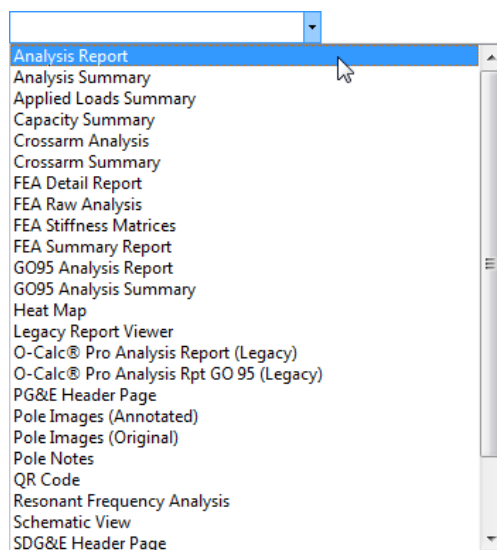 Analysis Report
Analysis Summary
Applied Loads Summary
Capacity Summary
Crossarm Analysis
Crossarm Summary
FEA Detail Report
FEA Raw Analysis
FEA Stiffness Matrices
FEA Summary Report
GO95 Analysis Report
GO95 Analysis Summary
Heat Map
Legacy Report Viewer
O-Calc® Pro Analysis Report (Legacy)
O-Calc® Pro Analysis Rpt GO 95 (Legacy)
PG&E Header Page
Pole Images (Annotated)
Pole Images (Original)
Pole Notes
QR Code
Resonant Frequency Analysis
Schematic View
SDG&E Header Page